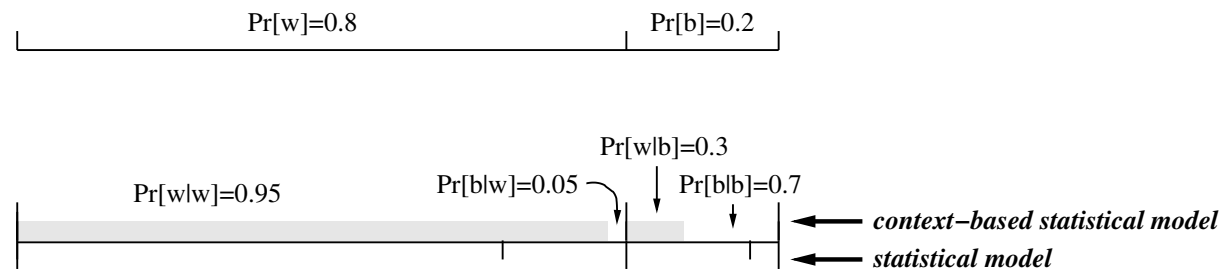 Pr[w]=0.8 Pr[b]=0.2
Pr[w|b]=0.3
Pr[w|w]=0.95 Pr[b|w]=0.05 Pr[b|b]=0.7
context−based statistical model
statistical model